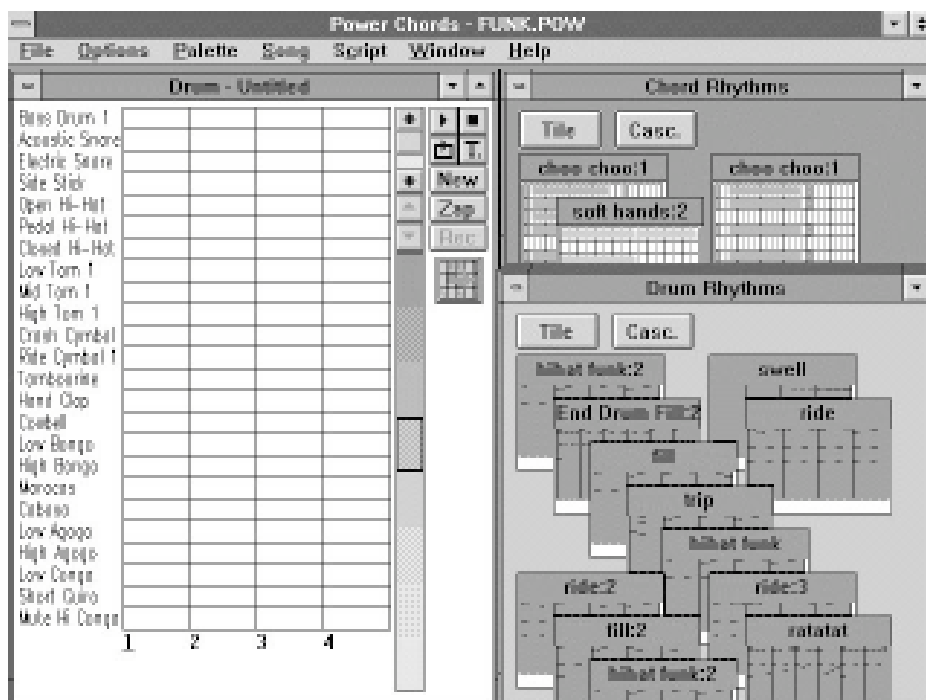 Power Chords - FUNK.POW
File Options Palette Song Script Window Help
Drum - Untitled
Bass Drum 1
Acoustic Snare
Electric Snare
Side Stick
Open Hi-Hat
Pedal Hi-Hat
Closed Hi-Hat
Low Tom 1
Mid Tom 1
High Tom 1
Crash Cymbal
Ride Cymbal 1
Tambourine
Hand Clap
Cowbell
Low Bongo
High Bongo
Maracas
Cabasa
Low Agogo
High Agogo
Low Conga
Short Guiro
Mute Hi Conga
1 2 3 4
New
Zap
Rec
Chord Rhythms
Tile Casc.
choo choo:1 choo choo:1
soft hands:2
Drum Rhythms
Tile Casc.
hihat funk:2 swell
End Drum Fill:2 ride
fill
trip
hihat funk
ride:2 ride:3
fill:2 ratatat
hihat funk:2